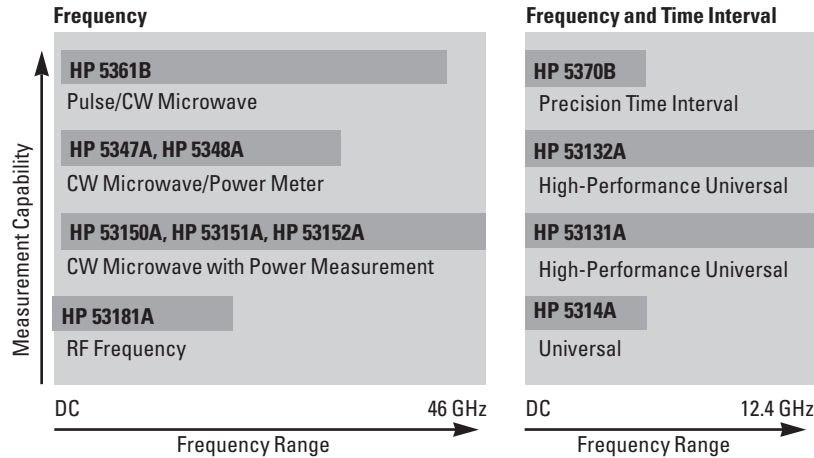 Frequency
HP 5361B
Pulse/CW Microwave
HP 5347A, HP 5348A
CW Microwave/Power Meter
HP 53150A, HP 53151A, HP 53152A
CW Microwave with Power Measurement
HP 53181A
RF Frequency
Measurement Capability
DC
46 GHz
Frequency Range
Frequency and Time Interval
HP 5370B
Precision Time Interval
HP 53132A
High-Performance Universal
HP 53131A
High-Performance Universal
HP 5314A
Universal
DC
12.4 GHz
Frequency Range